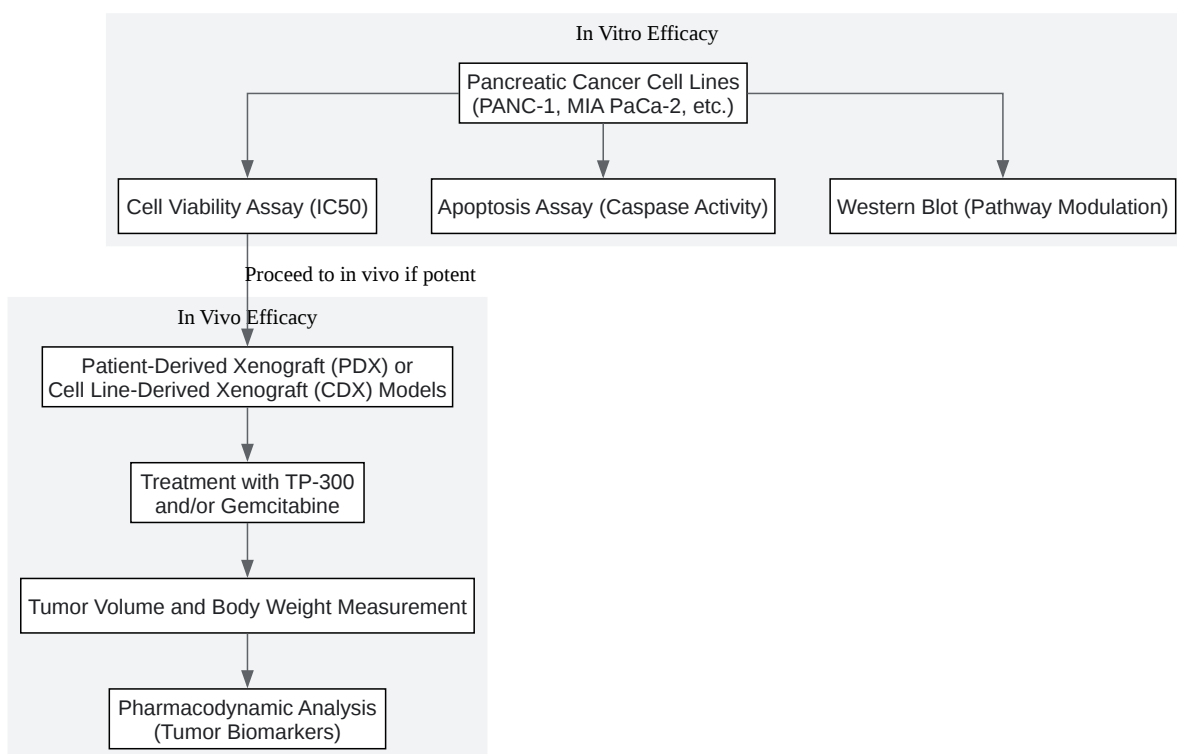 In Vitro Efficacy
Pancreatic Cancer Cell Lines
(PANC-1, MIA PaCa-2, etc.)
Cell Viability Assay (IC50)
Apoptosis Assay (Caspase Activity)
Western Blot (Pathway Modulation)
Proceed to in vivo if potent
In Vivo Efficacy
Patient-Derived Xenograft (PDX) or
Cell Line-Derived Xenograft (CDX) Models
Treatment with TP-300
and/or Gemcitabine
Tumor Volume and Body Weight Measurement
Pharmacodynamic Analysis
(Tumor Biomarkers)